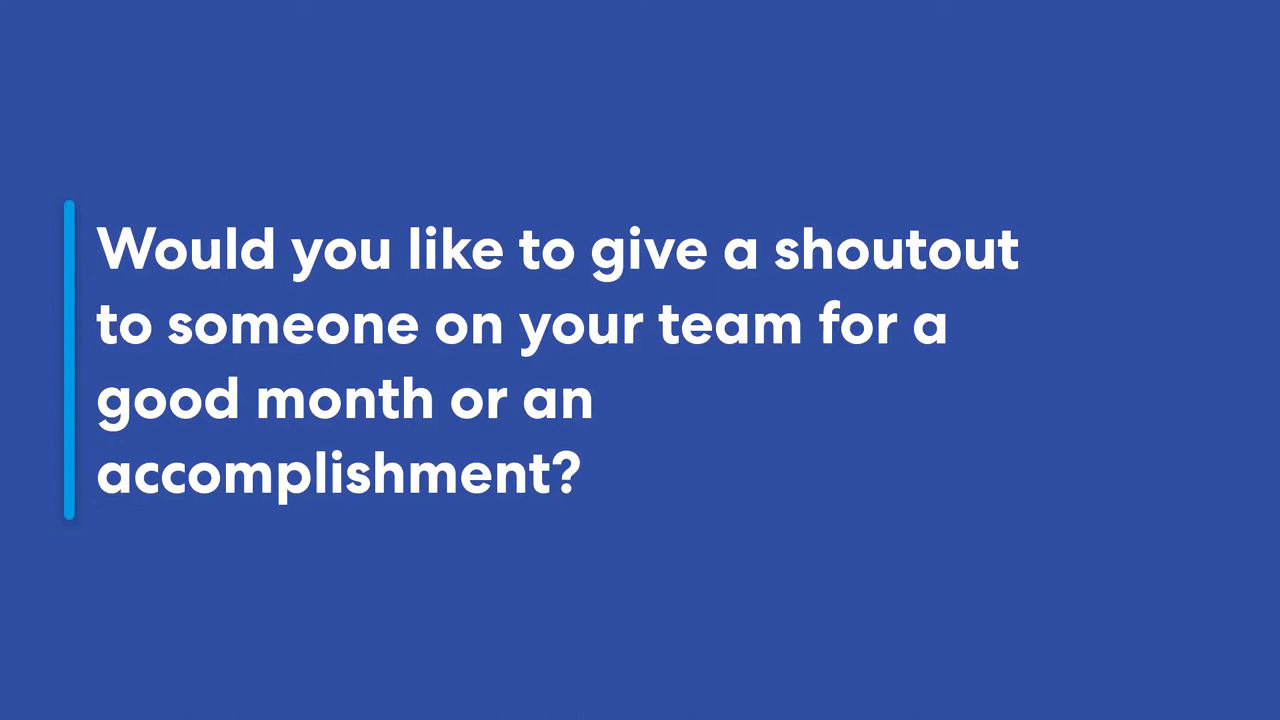 Would you like to give a shoutout
to someone on your team for a
good month or an
accomplishment?